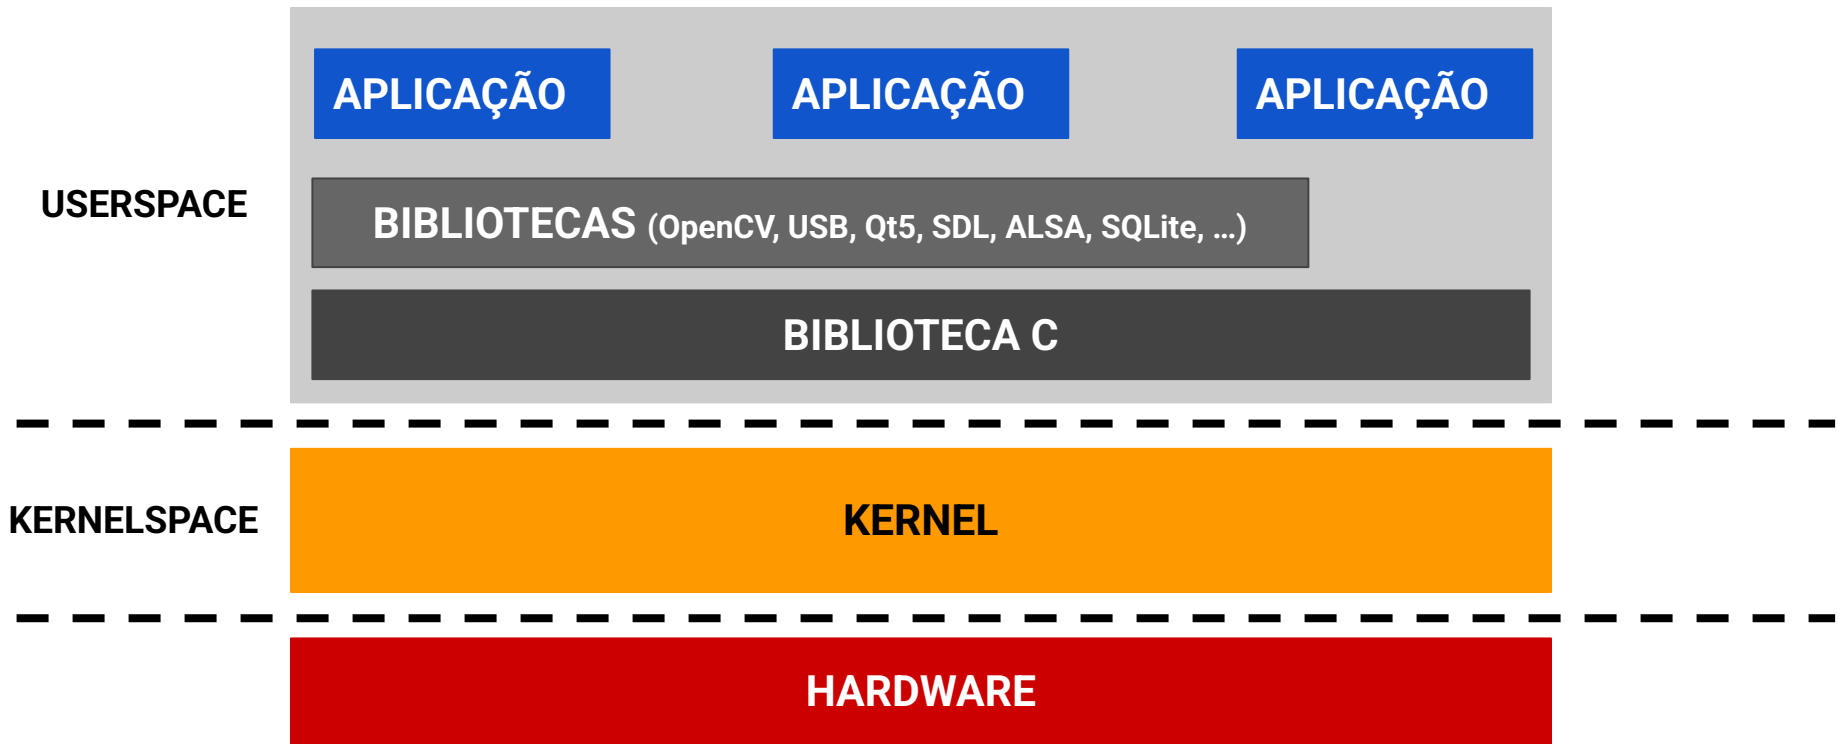 APLICAÇÃO APLICAÇÃO APLICAÇÃO
USERSPACE
BIBLIOTECAS (OpenCV, USB, Qt5, SDL, ALSA, SQLite, ...)
BIBLIOTECA C
KERNELSPACE
KERNEL
HARDWARE